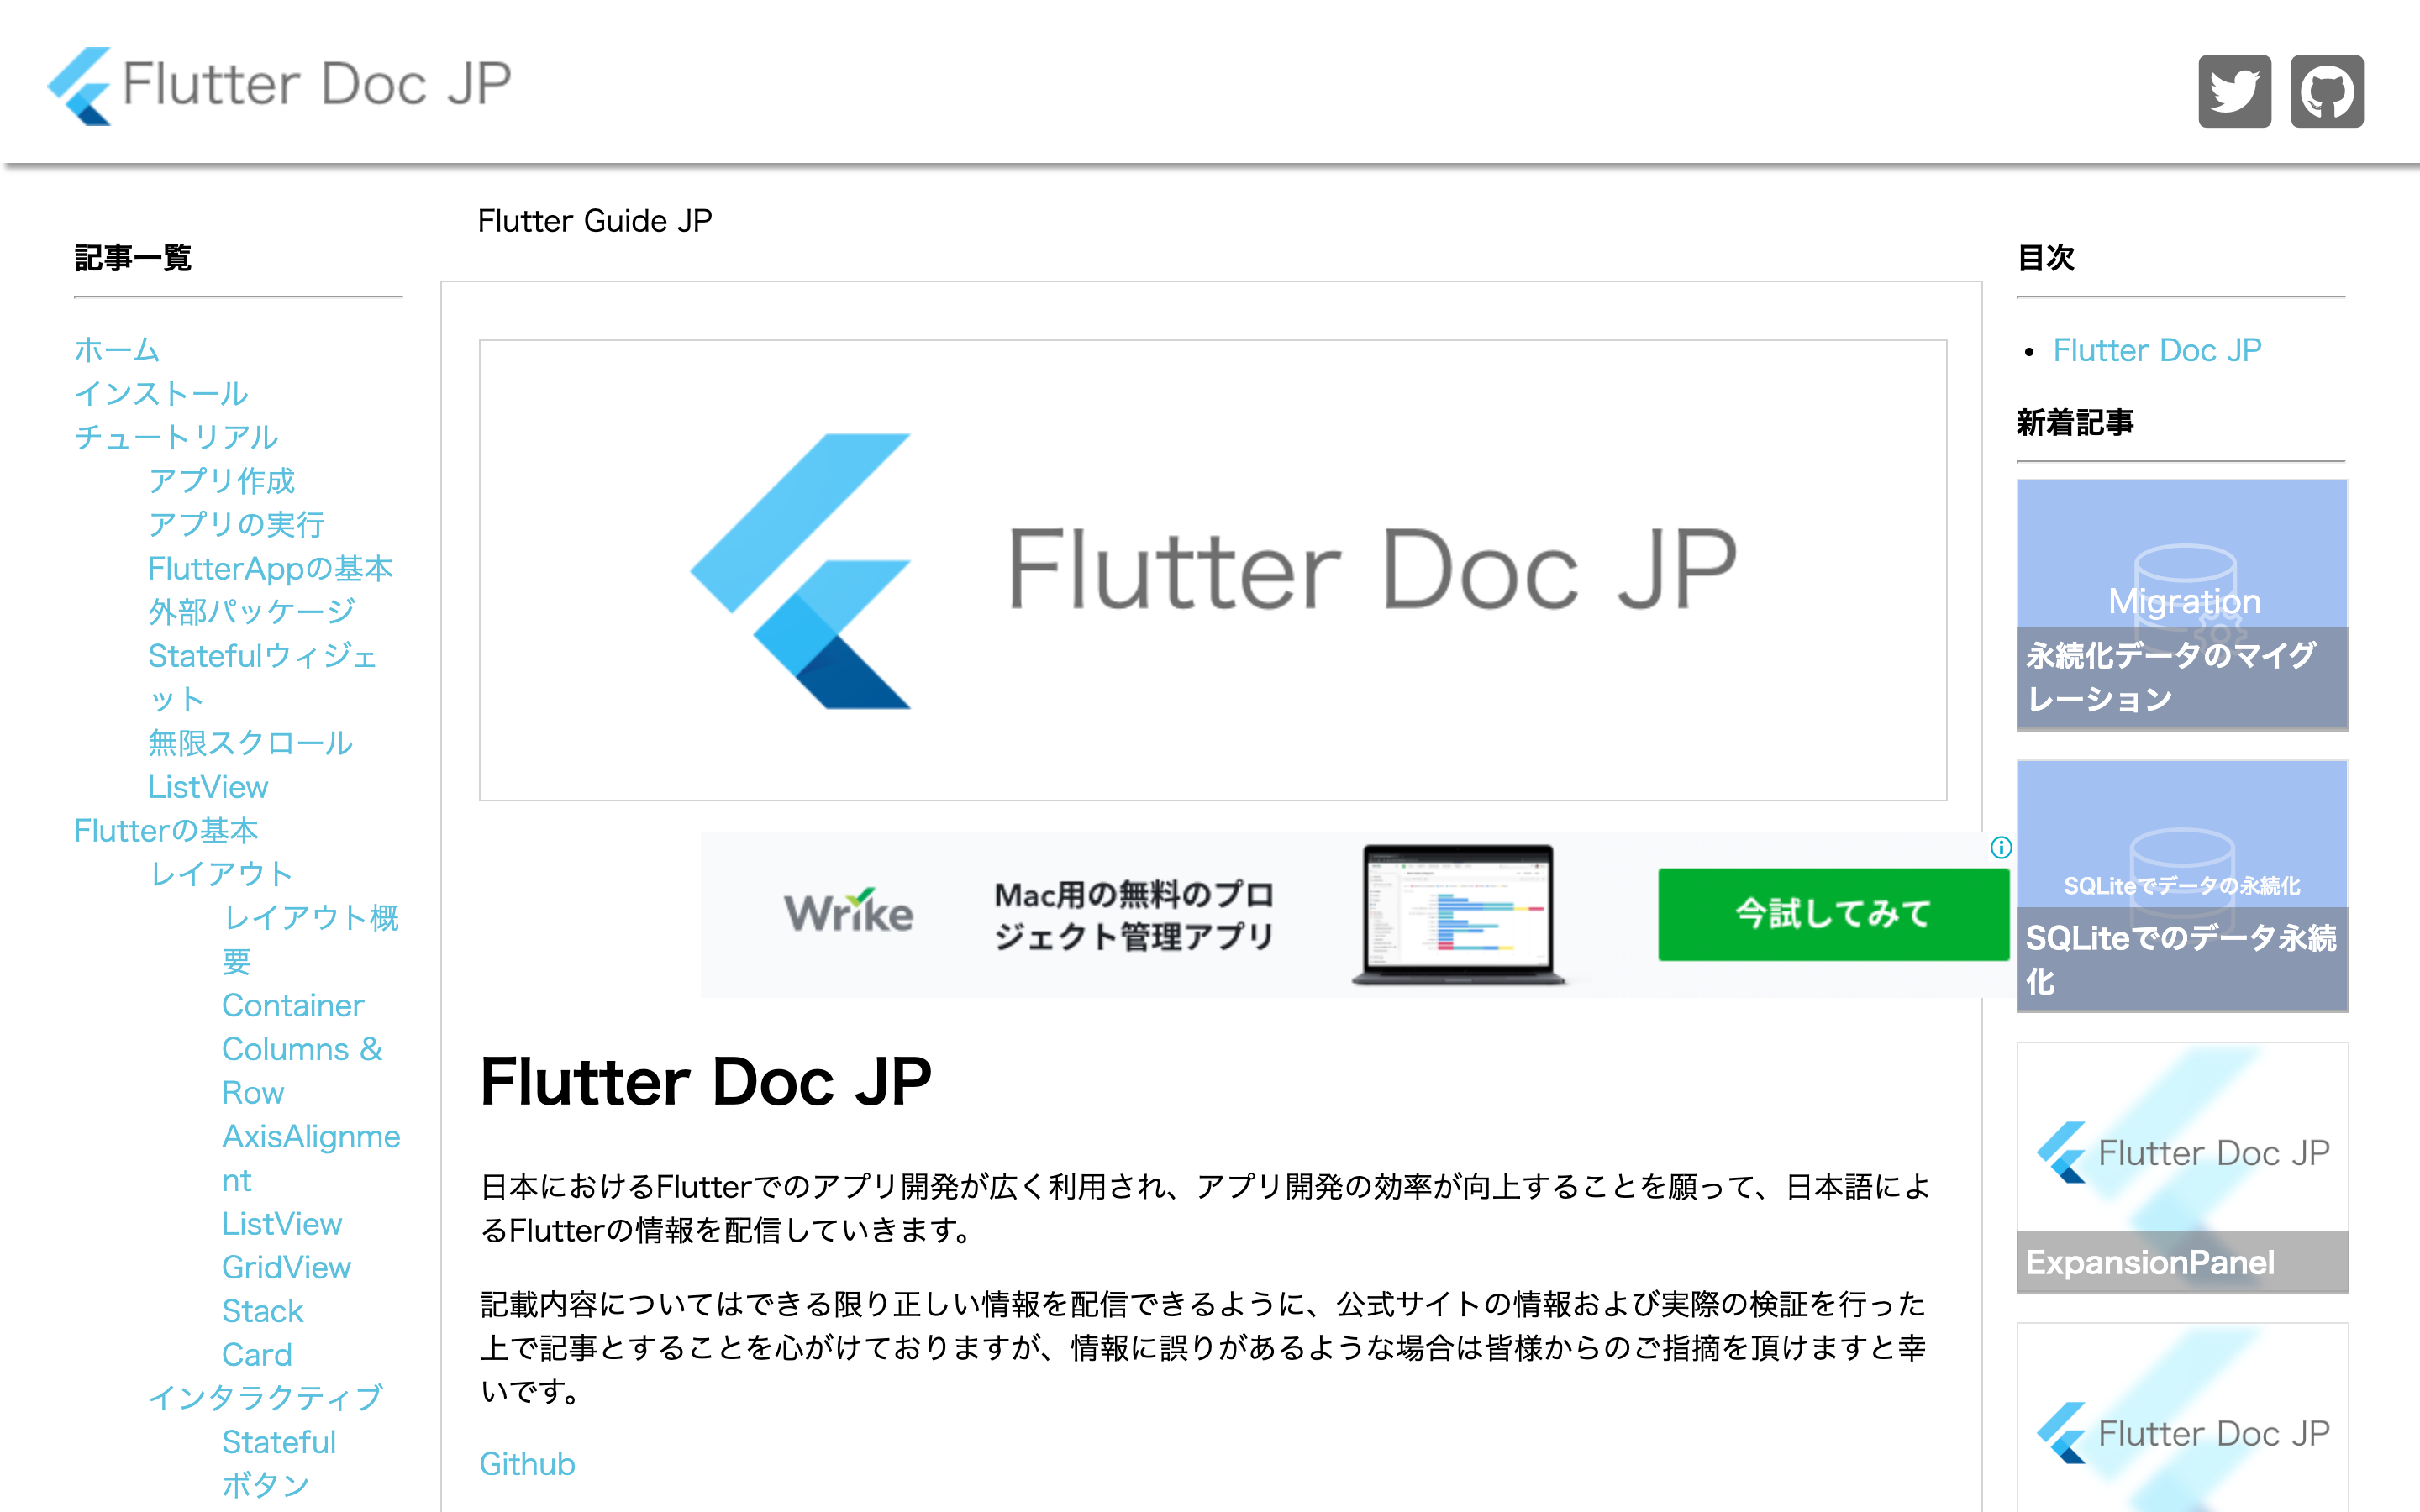 Flutter Doc JP
Flutter Guide JP
記事一覧
ホーム
インストール
チュートリアル
アプリ作成
アプリの実行
FlutterAppの基本
外部パッケージ
Statefulウィジェ
ット
無限スクロール
ListView
Flutterの基本
レイアウト
レイアウト概
要
Container
Columns &
Row
AxisAlignme
nt
ListView
GridView
Stack
Card
インタラクティブ
Stateful
ボタン
Flutter Doc JP
Wrike
Mac用の無料のプロ
ジェクト管理アプリ
今試してみて
Flutter Doc JP
日本におけるFlutterでのアプリ開発が広く利用され、アプリ開発の効率が向上することを願って、日本語によ
るFlutterの情報を配信していきます。
記載内容についてはできる限り正しい情報を配信できるように、公式サイトの情報および実際の検証を行った
上で記事とすることを心がけておりますが、情報に誤りがあるような場合は皆様からのご指摘を頂けますと幸
いです。
Github
目次
Flutter Doc JP
新着記事
Migration
永続化データのマイグ
レーション
SQLiteでデータの永続化
SQLiteでのデータ永続
化
Flutter Doc JP
ExpansionPanel
Flutter Doc JP